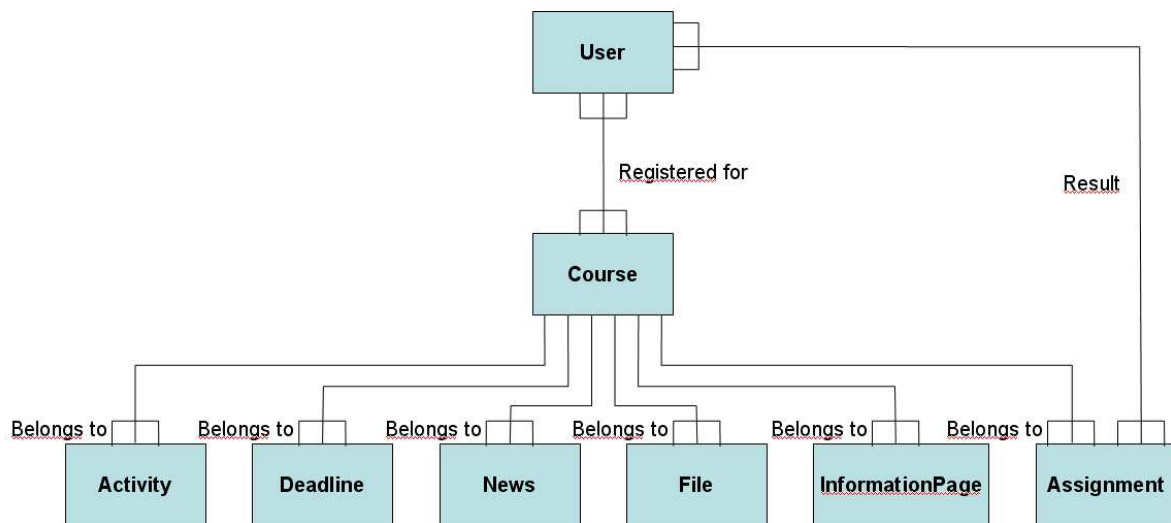 User
Registered for
Result
Course
Belongs to
Belongs to
Belongs to
Belongs to
Belongs to
Belongs to
Activity
Deadline
News
File
InformationPage
Assignment